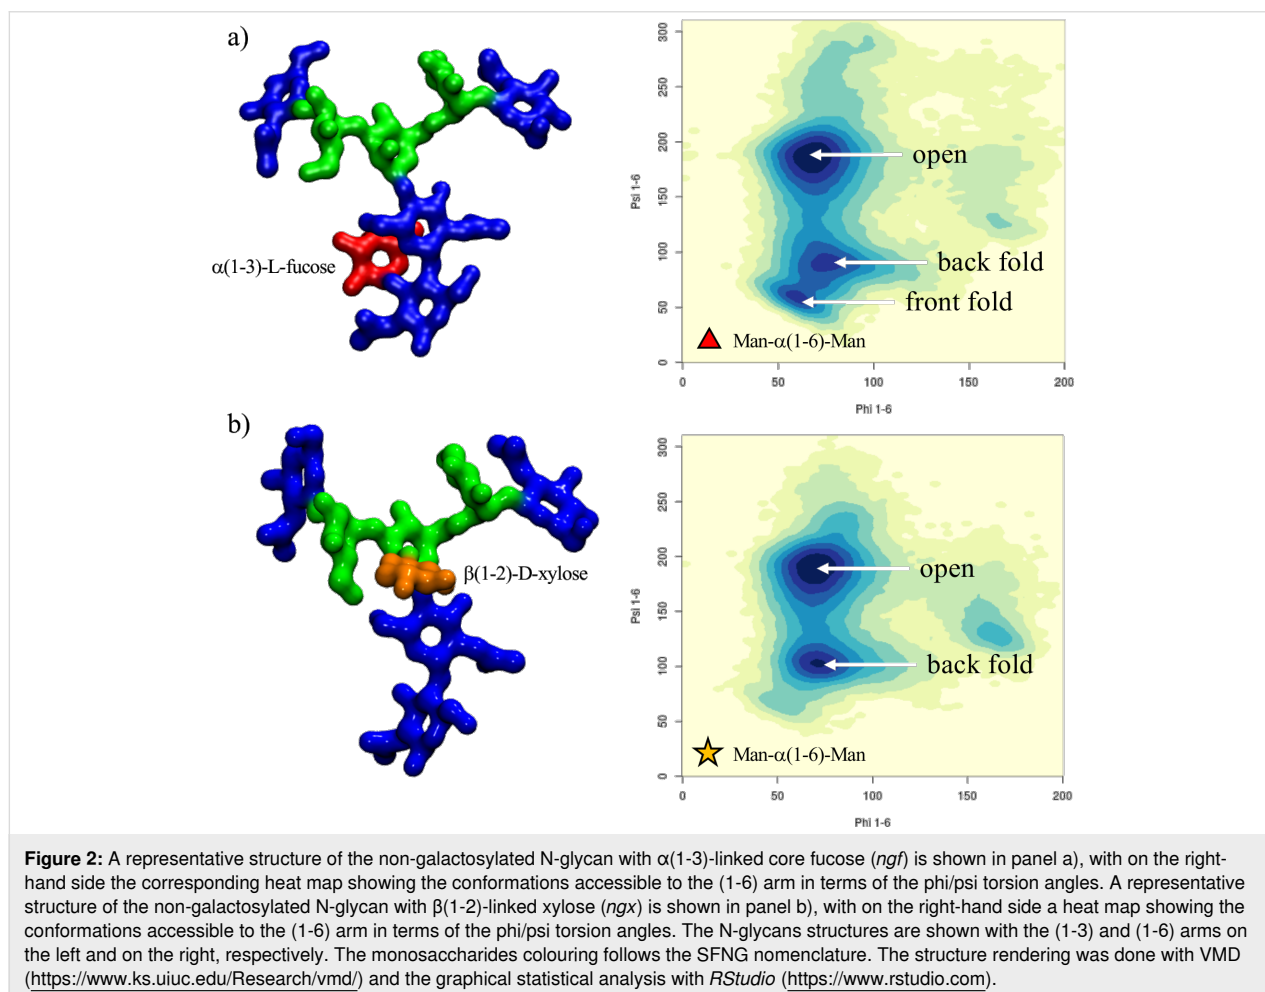 a)
α(1-3)-L-fucose
Psi 1-6
300
250
200
150
100
50
0
open
back fold
front fold
Man-α(1-6)-Man
0 50 100 150 200
Phi 1-6
b)
β(1-2)-D-xylose
Psi 1-6
300
250
200
150
100
50
0
open
back fold
Man-α(1-6)-Man
0 50 100 150 200
Phi 1-6
Figure 2: A representative structure of the non-galactosylated N-glycan with α(1-3)-linked core fucose (ngf) is shown in panel a), with on the right-
hand side the corresponding heat map showing the conformations accessible to the (1-6) arm in terms of the phi/psi torsion angles. A representative
structure of the non-galactosylated N-glycan with β(1-2)-linked xylose (ngx) is shown in panel b), with on the right-hand side a heat map showing the
conformations accessible to the (1-6) arm in terms of the phi/psi torsion angles. The N-glycans structures are shown with the (1-3) and (1-6) arms on
the left and on the right, respectively. The monosaccharides colouring follows the SFNG nomenclature. The structure rendering was done with VMD
(https://www.ks.uiuc.edu/Research/vmd/) and the graphical statistical analysis with RStudio (https://www.rstudio.com).